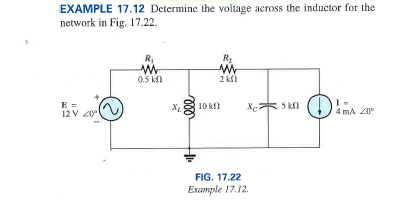 EXAMPLE 17.12 Determine the voltage across the inductor for the
network in Fig. 17.22.
R₁
0.5 kΩ
R₂
2 kΩ
E =
12 V ∠0°
+
−
X_L
10 kΩ
X_C
5 kΩ
I =
4 mA ∠0°
FIG. 17.22
Example 17.12.